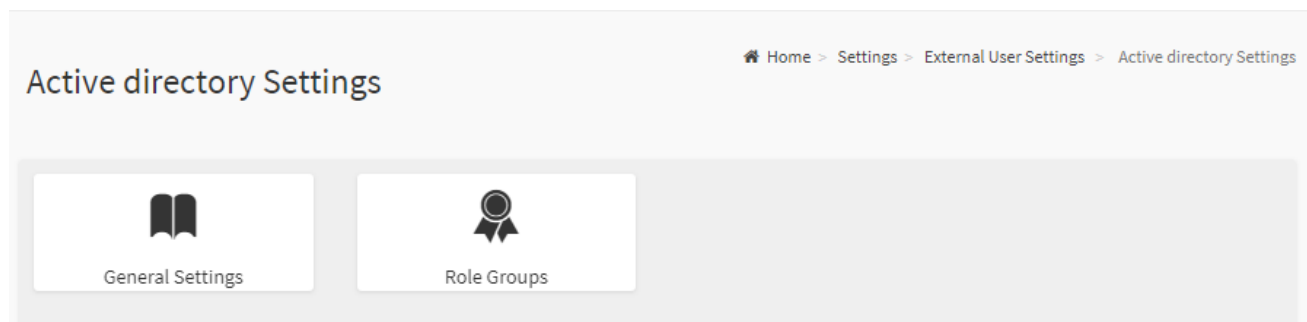 Home > Settings > External User Settings > Active directory Settings
Active directory Settings
General Settings
Role Groups